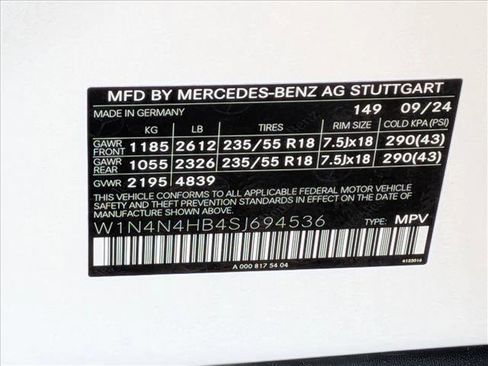 MFD BY MERCEDES-BENZ AG STUTTGART
MADE IN GERMANY 149 09/24
KG LB TIRES RIM SIZE COLD KPA (PSI)
GAWR FRONT 1185 2612 235/55 R18 7.5Jx18 290(43)
GAWR REAR 1055 2326 235/55 R18 7.5Jx18 290(43)
GVWR 2195 4839
THIS VEHICLE CONFORMS TO ALL APPLICABLE FEDERAL MOTOR VEHICLE
SAFETY AND THEFT PREVENTION STANDARDS IN EFFECT ON THE DATE OF
MANUFACTURE SHOWN ABOVE.
W1N4N4HB4SJ694536 TYPE: MPV
A 000 817 54 04